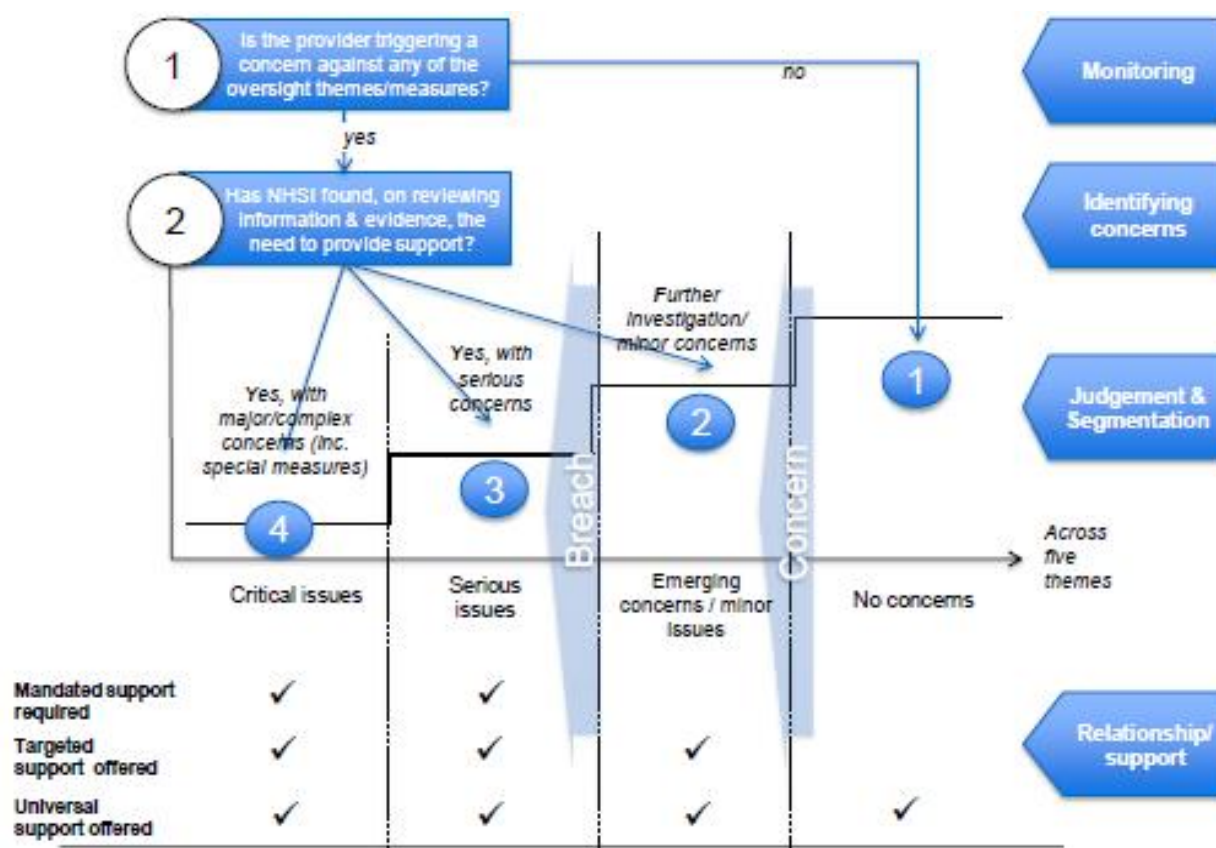 1
Is the provider triggering a
concern against any of the
oversight themes/measures?
no
Monitoring
yes
2
Has NHSI found, on reviewing
information & evidence, the
need to provide support?
Identifying
concerns
Further
investigation/
minor concerns
Yes, with
serious
concerns
Yes, with
major/complex
concerns (inc.
special measures)
1
2
3
4
Judgement &
Segmentation
Breach
Concern
Across
five
themes
Critical issues
Serious
issues
Emerging
concerns / minor
issues
No concerns
Mandated support
required
✓ ✓
Targeted
support offered
✓ ✓ ✓
Universal
support offered
✓ ✓ ✓ ✓
Relationship/
support